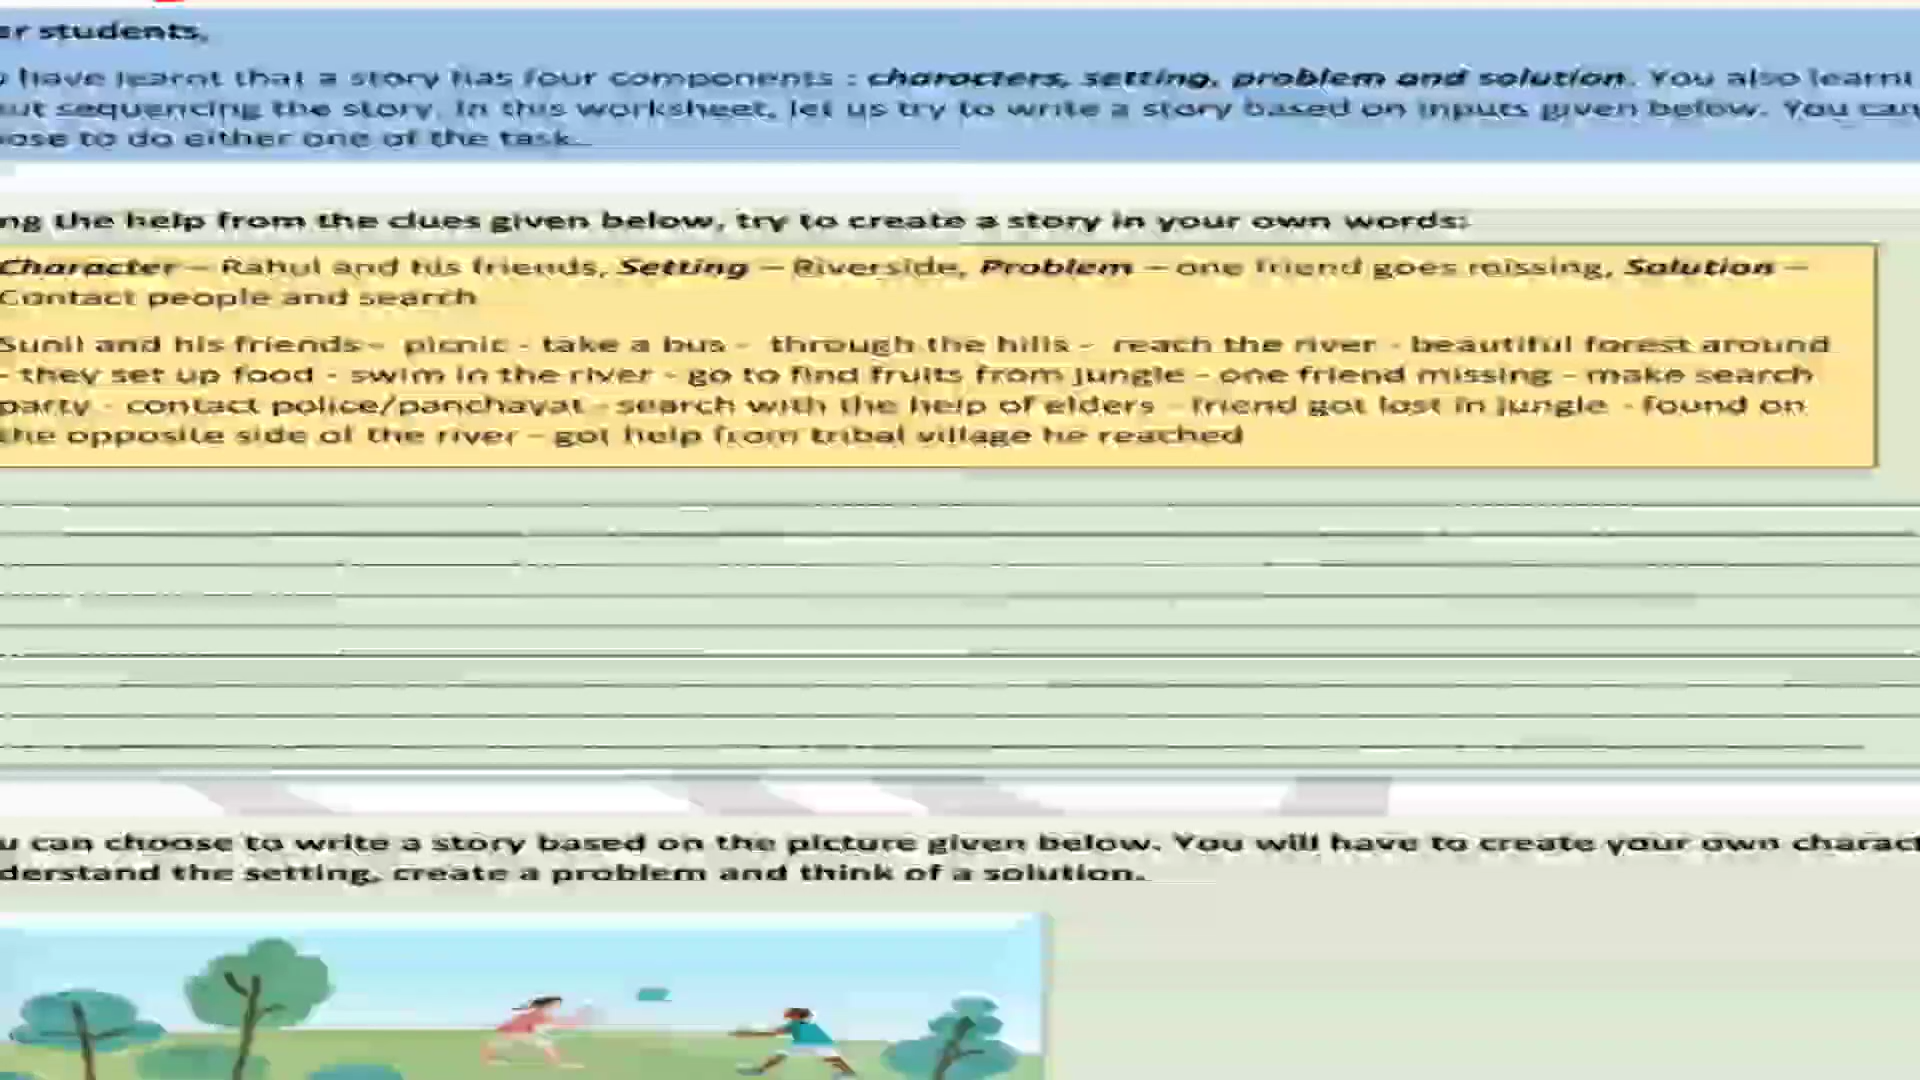 students,
have learnt that a story has four components : characters, setting, problem and solution. You also learnt
sequencing the story. In this worksheet, let us try to write a story based on inputs given below. You can
to do either one of the task.
the help from the clues given below, try to create a story in your own words:
Character – Rahul and his friends, Setting – Riverside, Problem – one friend goes missing, Solution –
Contact people and search
Sunil and his friends - picnic - take a bus - through the hills - reach the river - beautiful forest around
- they set up food - swim in the river - go to find fruits from jungle - one friend missing - make search
party - contact police/panchayat - search with the help of elders - friend got lost in jungle - found on
the opposite side of the river - got help from tribal village he reached
u can choose to write a story based on the picture given below. You will have to create your own charact
derstand the setting, create a problem and think of a solution.